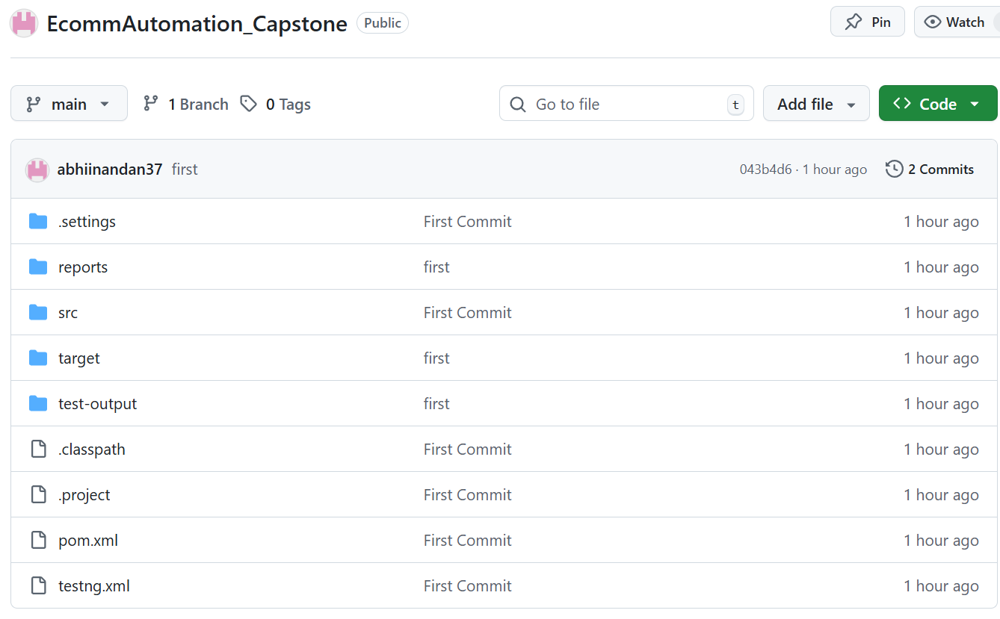 EcommAutomation_Capstone Public Pin Watch
main 1 Branch 0 Tags Go to file t Add file Code
abhiinandan37 first 043b4d6 · 1 hour ago 2 Commits
.settings First Commit 1 hour ago
reports first 1 hour ago
src First Commit 1 hour ago
target first 1 hour ago
test-output first 1 hour ago
.classpath First Commit 1 hour ago
.project First Commit 1 hour ago
pom.xml First Commit 1 hour ago
testng.xml First Commit 1 hour ago